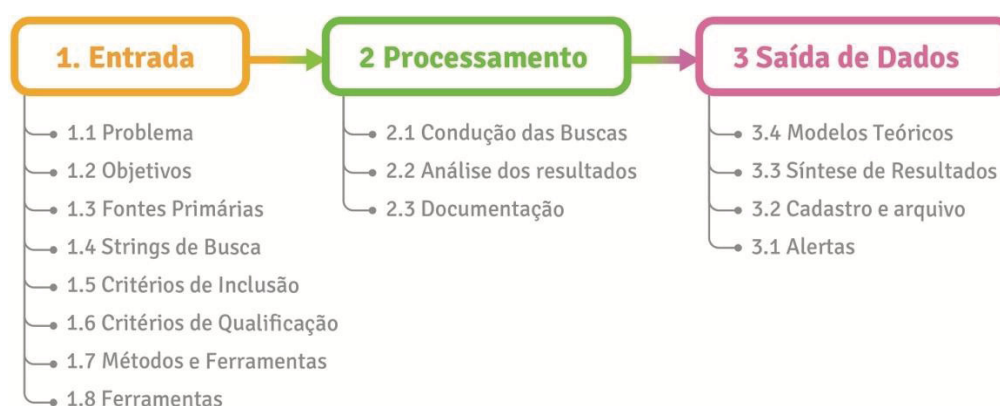 1. Entrada
1.1 Problema
1.2 Objetivos
1.3 Fontes Primárias
1.4 Strings de Busca
1.5 Critérios de Inclusão
1.6 Critérios de Qualificação
1.7 Métodos e Ferramentas
1.8 Ferramentas
2 Processamento
2.1 Condução das Buscas
2.2 Análise dos resultados
2.3 Documentação
3 Saída de Dados
3.4 Modelos Teóricos
3.3 Síntese de Resultados
3.2 Cadastro e arquivo
3.1 Alertas